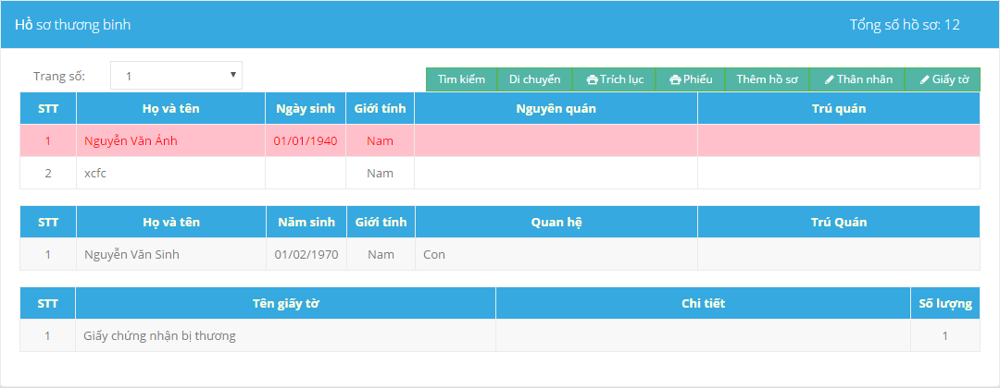 Hồ sơ thương binh Tổng số hồ sơ: 12
Trang số: 1 Tìm kiếm Di chuyển Trích lục Phiếu Thêm hồ sơ Thân nhân Giấy tờ
STT Họ và tên Ngày sinh Giới tính Nguyên quán Trú quán
1 Nguyễn Văn Ánh 01/01/1940 Nam
2 xcfc Nam
STT Họ và tên Năm sinh Giới tính Quan hệ Trú Quán
1 Nguyễn Văn Sinh 01/02/1970 Nam Con
STT Tên giấy tờ Chi tiết Số lượng
1 Giấy chứng nhận bị thương 1